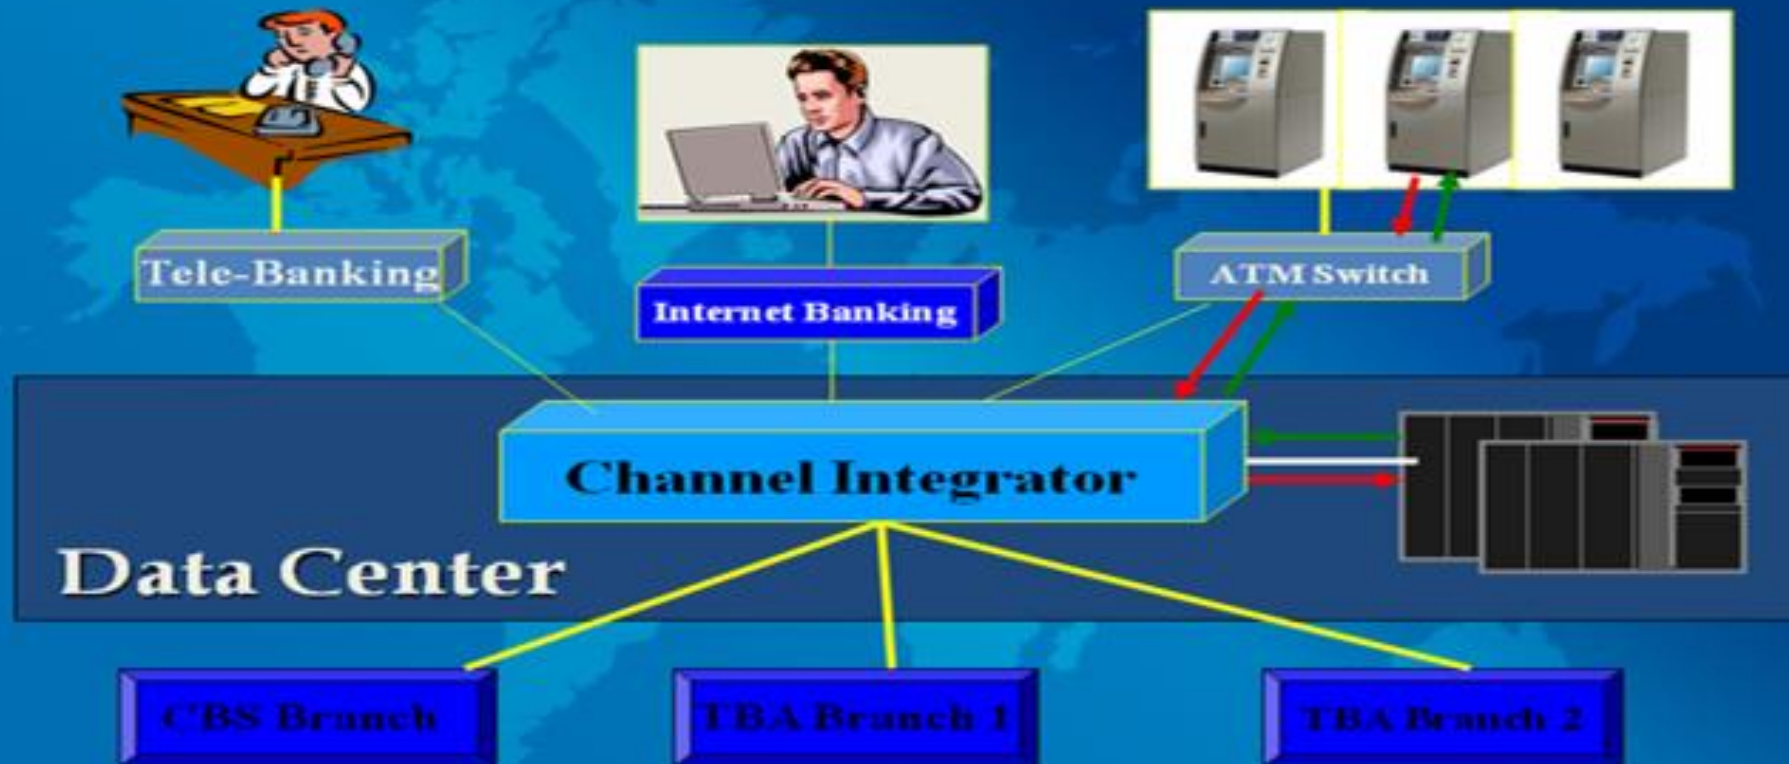 Tele-Banking
Internet Banking
ATM Switch
Channel Integrator
Data Center
CBS Branch
TBA Branch 1
TBA Branch 2